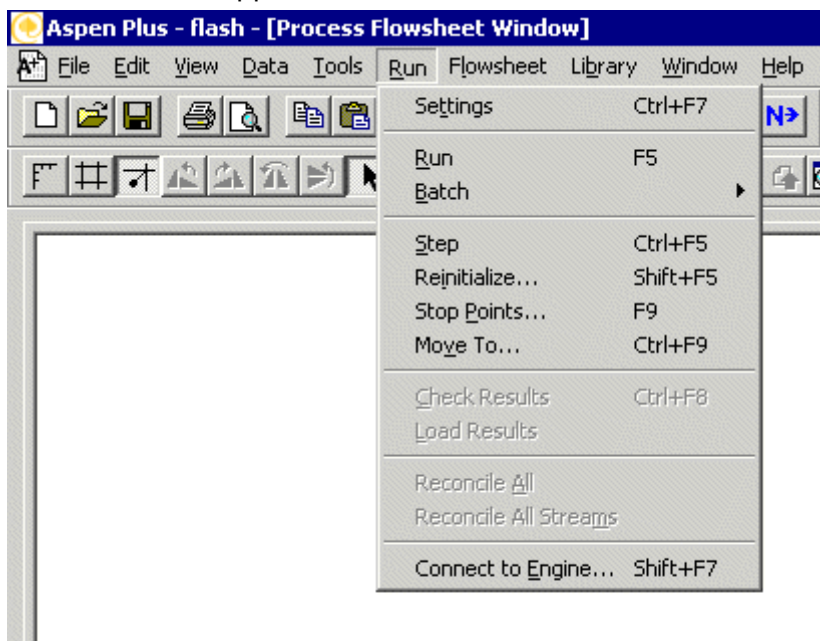 Aspen Plus - flash - [Process Flowsheet Window]
File Edit View Data Tools Run Flowsheet Library Window Help
N
Settings Ctrl+F7
Run F5
Batch
Step Ctrl+F5
Reinitialize... Shift+F5
Stop Points... F9
Move To... Ctrl+F9
Check Results Ctrl+F8
Load Results
Reconcile All
Reconcile All Streams
Connect to Engine... Shift+F7